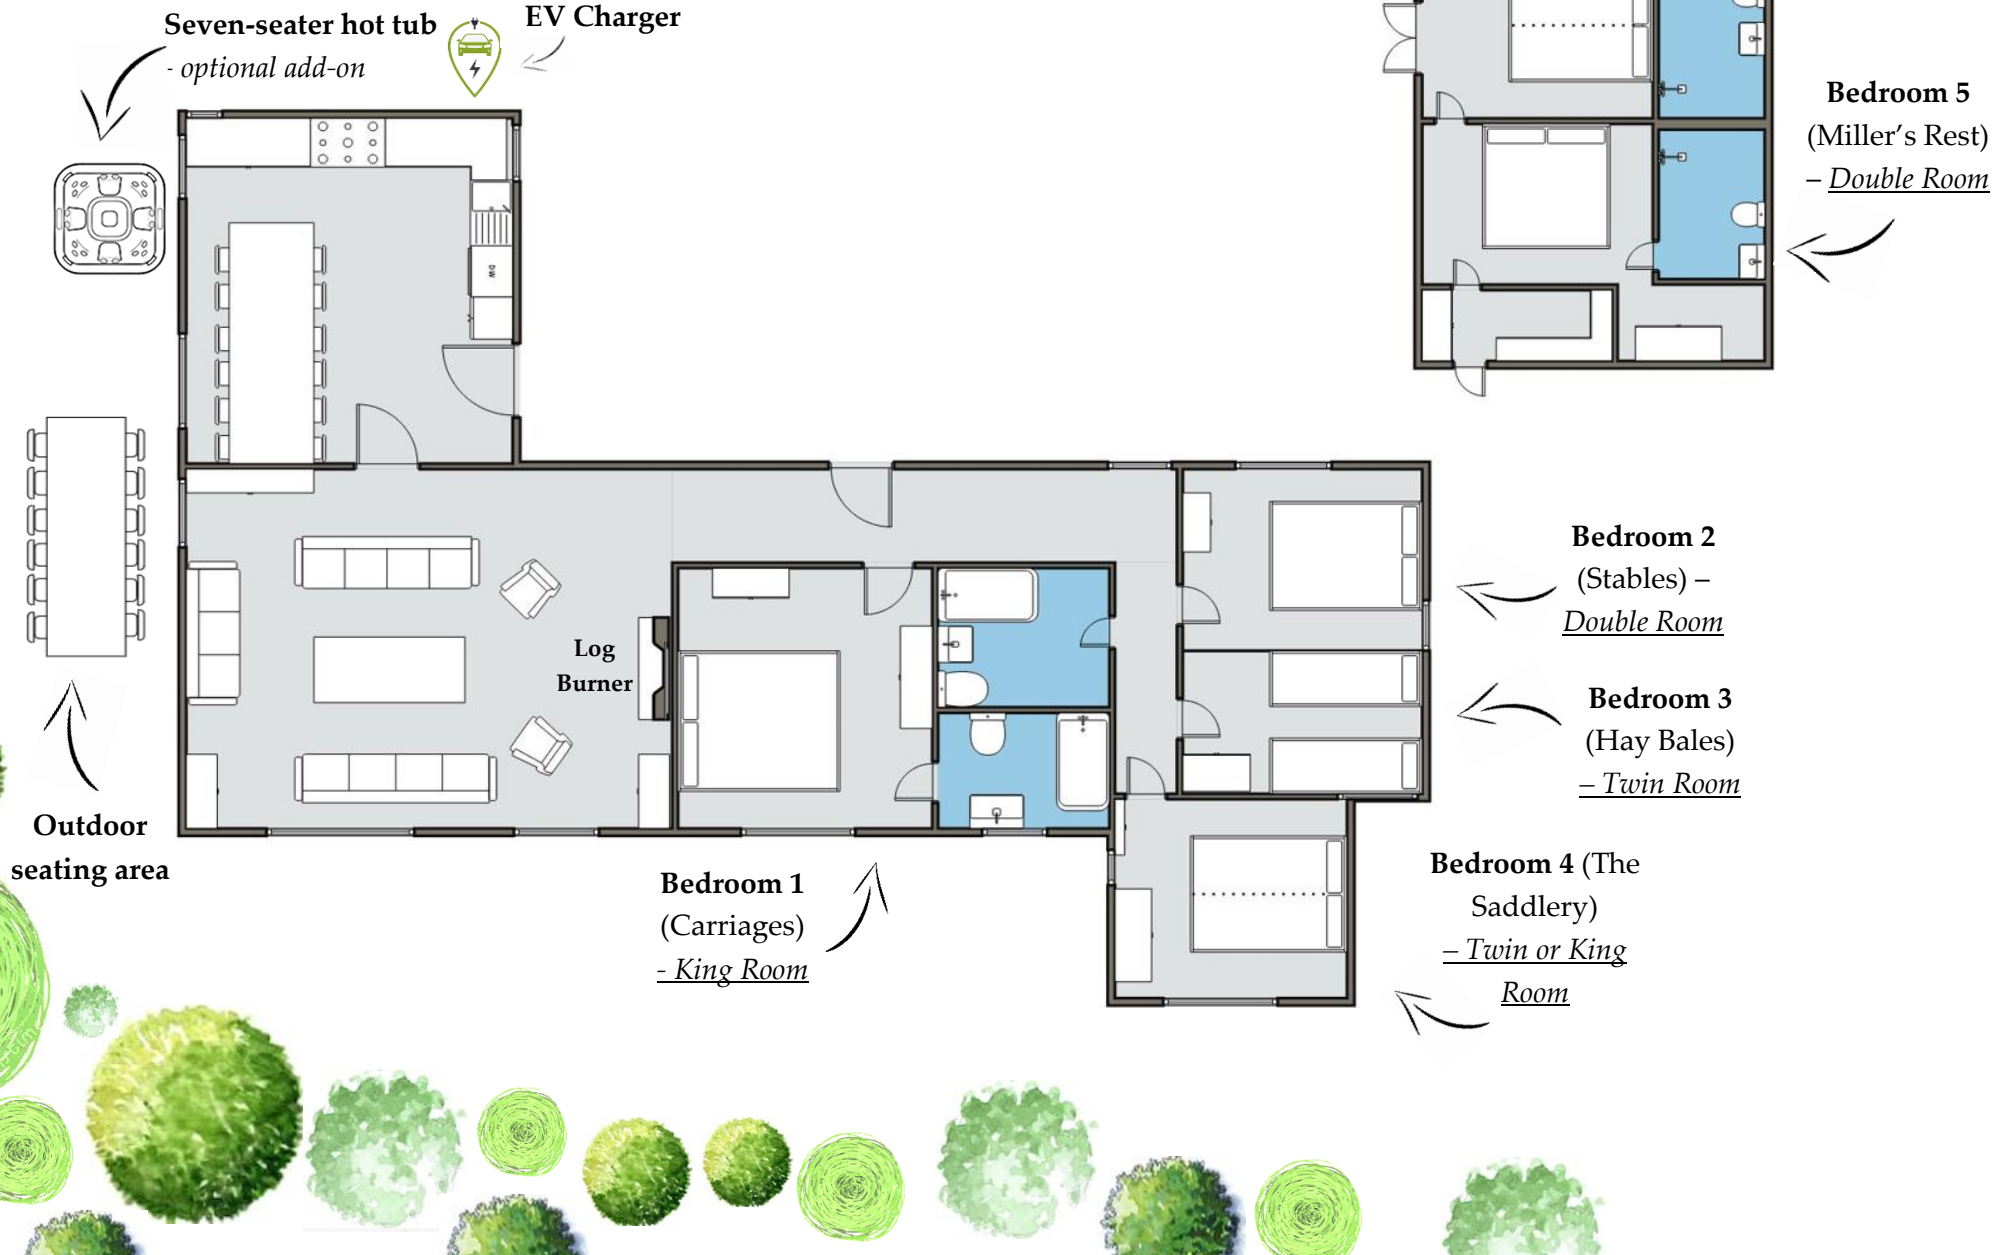 Seven-seater hot tub
- optional add-on
EV Charger
Bedroom 5
(Miller's Rest)
– Double Room
DW
Log
Burner
Bedroom 2
(Stables) –
Double Room
Bedroom 3
(Hay Bales)
– Twin Room
Outdoor
seating area
Bedroom 1
(Carriages)
- King Room
Bedroom 4 (The
Saddlery)
– Twin or King
Room